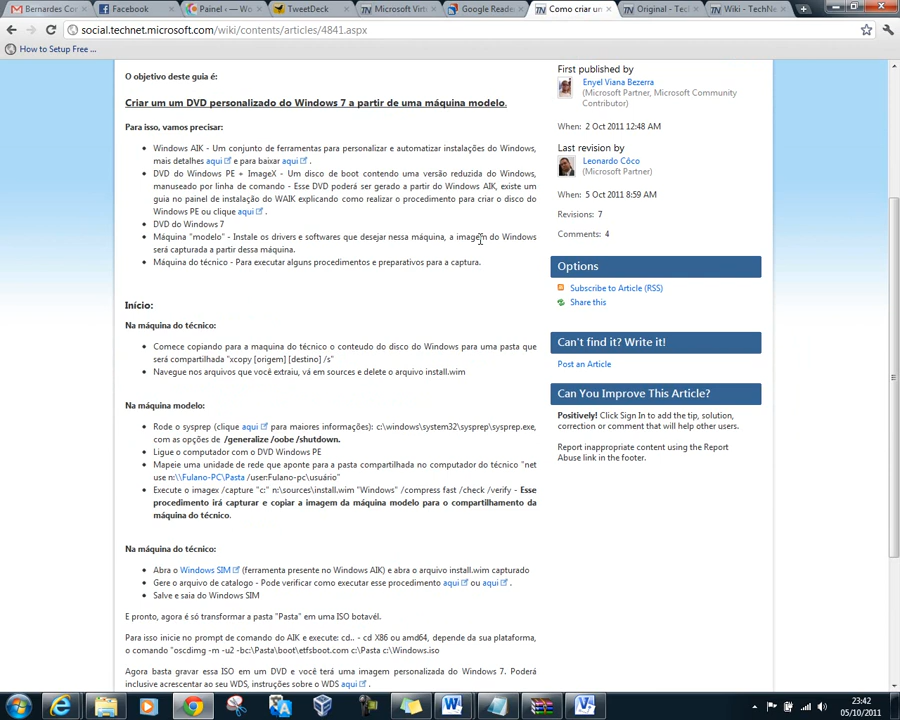 Bernardes Co
Facebook
Painel ‹ — Wo
TweetDeck
Microsoft Virtu
Google Reade
Como criar un
Original - Tec
Wiki - TechNe
social.technet.microsoft.com/wiki/contents/articles/4841.aspx
How to Setup Free ...
O objetivo deste guia é:
Criar um um DVD personalizado do Windows 7 a partir de uma máquina modelo.
Para isso, vamos precisar:
Windows AIK - Um conjunto de ferramentas para personalizar e automatizar instalações do Windows,
mais detalhes aqui e para baixar aqui .
DVD do Windows PE + ImageX - Um disco de boot contendo uma versão reduzida do Windows,
manuseado por linha de comando - Esse DVD poderá ser gerado a partir do Windows AIK, existe um
guia no painel de instalação do WAIK explicando como realizar o procedimento para criar o disco do
Windows PE ou clique aqui .
DVD do Windows 7
Máquina "modelo" - Instale os drivers e softwares que desejar nessa máquina, a imagem do Windows
será capturada a partir dessa máquina.
Máquina do técnico - Para executar alguns procedimentos e preparativos para a captura.
Início:
Na máquina do técnico:
Comece copiando para a maquina do técnico o conteudo do disco do Windows para uma pasta que
será compartilhada "xcopy [origem] [destino] /s"
Navegue nos arquivos que você extraiu, vá em sources e delete o arquivo install.wim
Na máquina modelo:
Rode o sysprep (clique aqui para maiores informações): c:\windows\system32\sysprep\sysprep.exe,
com as opções de /generalize /oobe /shutdown.
Ligue o computador com o DVD Windows PE
Mapeie uma unidade de rede que aponte para a pasta compartilhada no computador do técnico "net
use n:\\Fulano-PC\Pasta /user:Fulano-pc\usuário"
Execute o imagex /capture "c:" n:\sources\install.wim "Windows" /compress fast /check /verify - Esse
procedimento irá capturar e copiar a imagem da máquina modelo para o compartilhamento da
máquina do técnico.
Na máquina do técnico:
Abra o Windows SIM (ferramenta presente no Windows AIK) e abra o arquivo install.wim capturado
Gere o arquivo de catalogo - Pode verificar como executar esse procedimento aqui ou aqui .
Salve e saia do Windows SIM
E pronto, agora é só transformar a pasta "Pasta" em uma ISO botavél.
Para isso inicie no prompt de comando do AIK e execute: cd.. - cd X86 ou amd64, depende da sua plataforma,
o comando "oscdimg -m -u2 -bc:\Pasta\boot\etfsboot.com c:\Pasta c:\Windows.iso
Agora basta gravar essa ISO em um DVD e você terá uma imagem personalizada do Windows 7. Poderá
inclusive acrescentar ao seu WDS, instruções sobre o WDS aqui .
First published by
Enyel Viana Bezerra
(Microsoft Partner, Microsoft Community
Contributor)
When: 2 Oct 2011 12:48 AM
Last revision by
Leonardo Côco
(Microsoft Partner)
When: 5 Oct 2011 8:59 AM
Revisions: 7
Comments: 4
Options
Subscribe to Article (RSS)
Share this
Can't find it? Write it!
Post an Article
Can You Improve This Article?
Positively! Click Sign In to add the tip, solution,
correction or comment that will help other users.
Report inappropriate content using the Report
Abuse link in the footer.
23:42
05/10/2011